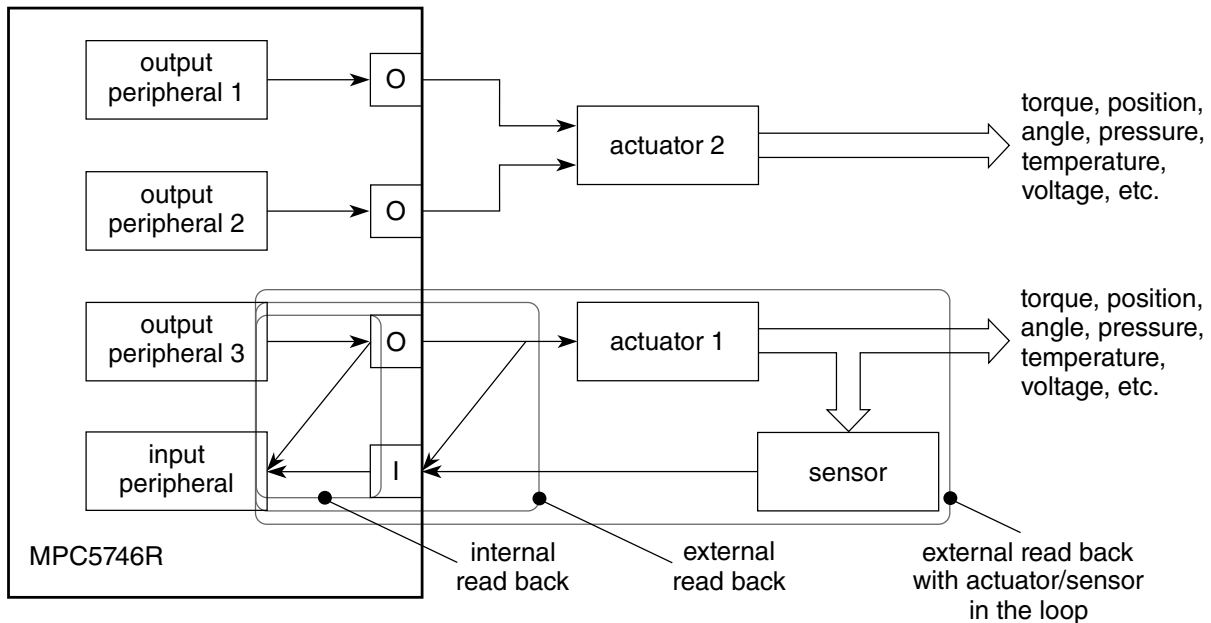 output
peripheral 1
O
actuator 2
torque, position,
angle, pressure,
temperature,
voltage, etc.
output
peripheral 2
O
output
peripheral 3
O
actuator 1
torque, position,
angle, pressure,
temperature,
voltage, etc.
input
peripheral
I
sensor
MPC5746R
internal
read back
external
read back
external read back
with actuator/sensor
in the loop